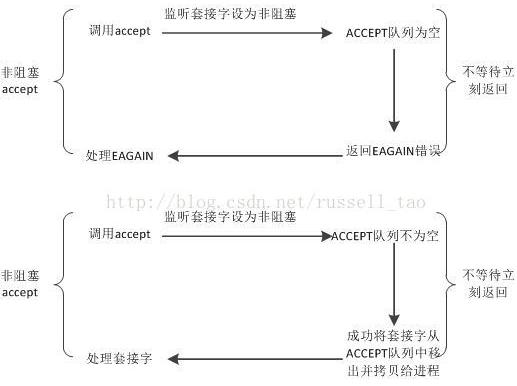 监听套接字设为非阻塞
调用accept
ACCEPT队列为空
非阻塞
accept
不等待立
刻返回
处理EAGAIN
返回EAGAIN错误
http://blog.csdn.net/russell_tao
监听套接字设为非阻塞
调用accept
ACCEPT队列不为空
非阻塞
accept
不等待立
刻返回
处理套接字
成功将套接字从
ACCEPT队列中移
出并拷贝给进程